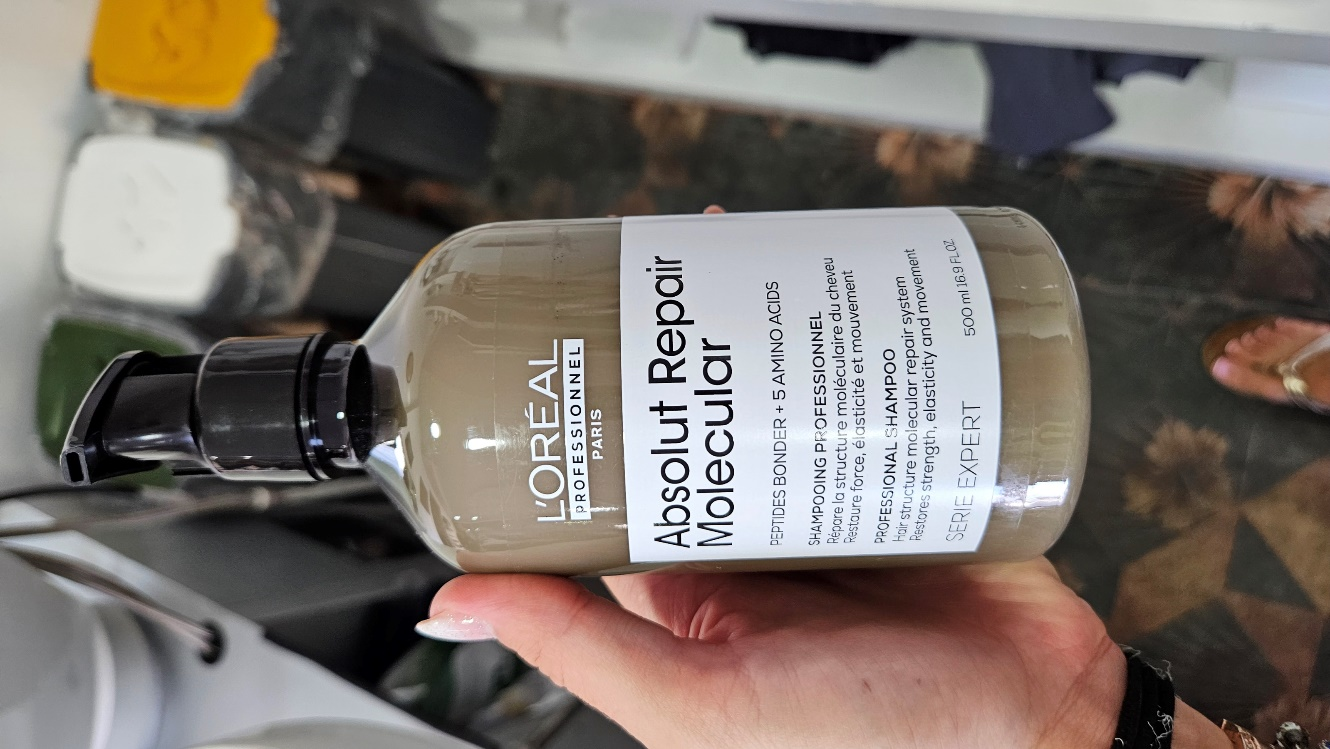 L'ORÉAL
PROFESSIONNEL
PARIS
Absolut Repair
Molecular
PEPTIDES BONDER + 5 AMINO ACIDS
SHAMPOOING PROFESSIONNEL
Répare la structure moléculaire du cheveu
Restaure force, élasticité et mouvement
PROFESSIONAL SHAMPOO
Hair structure molecular repair system
Restores strength, elasticity and movement
SERIE EXPERT
500 ml 16.9 FL.OZ